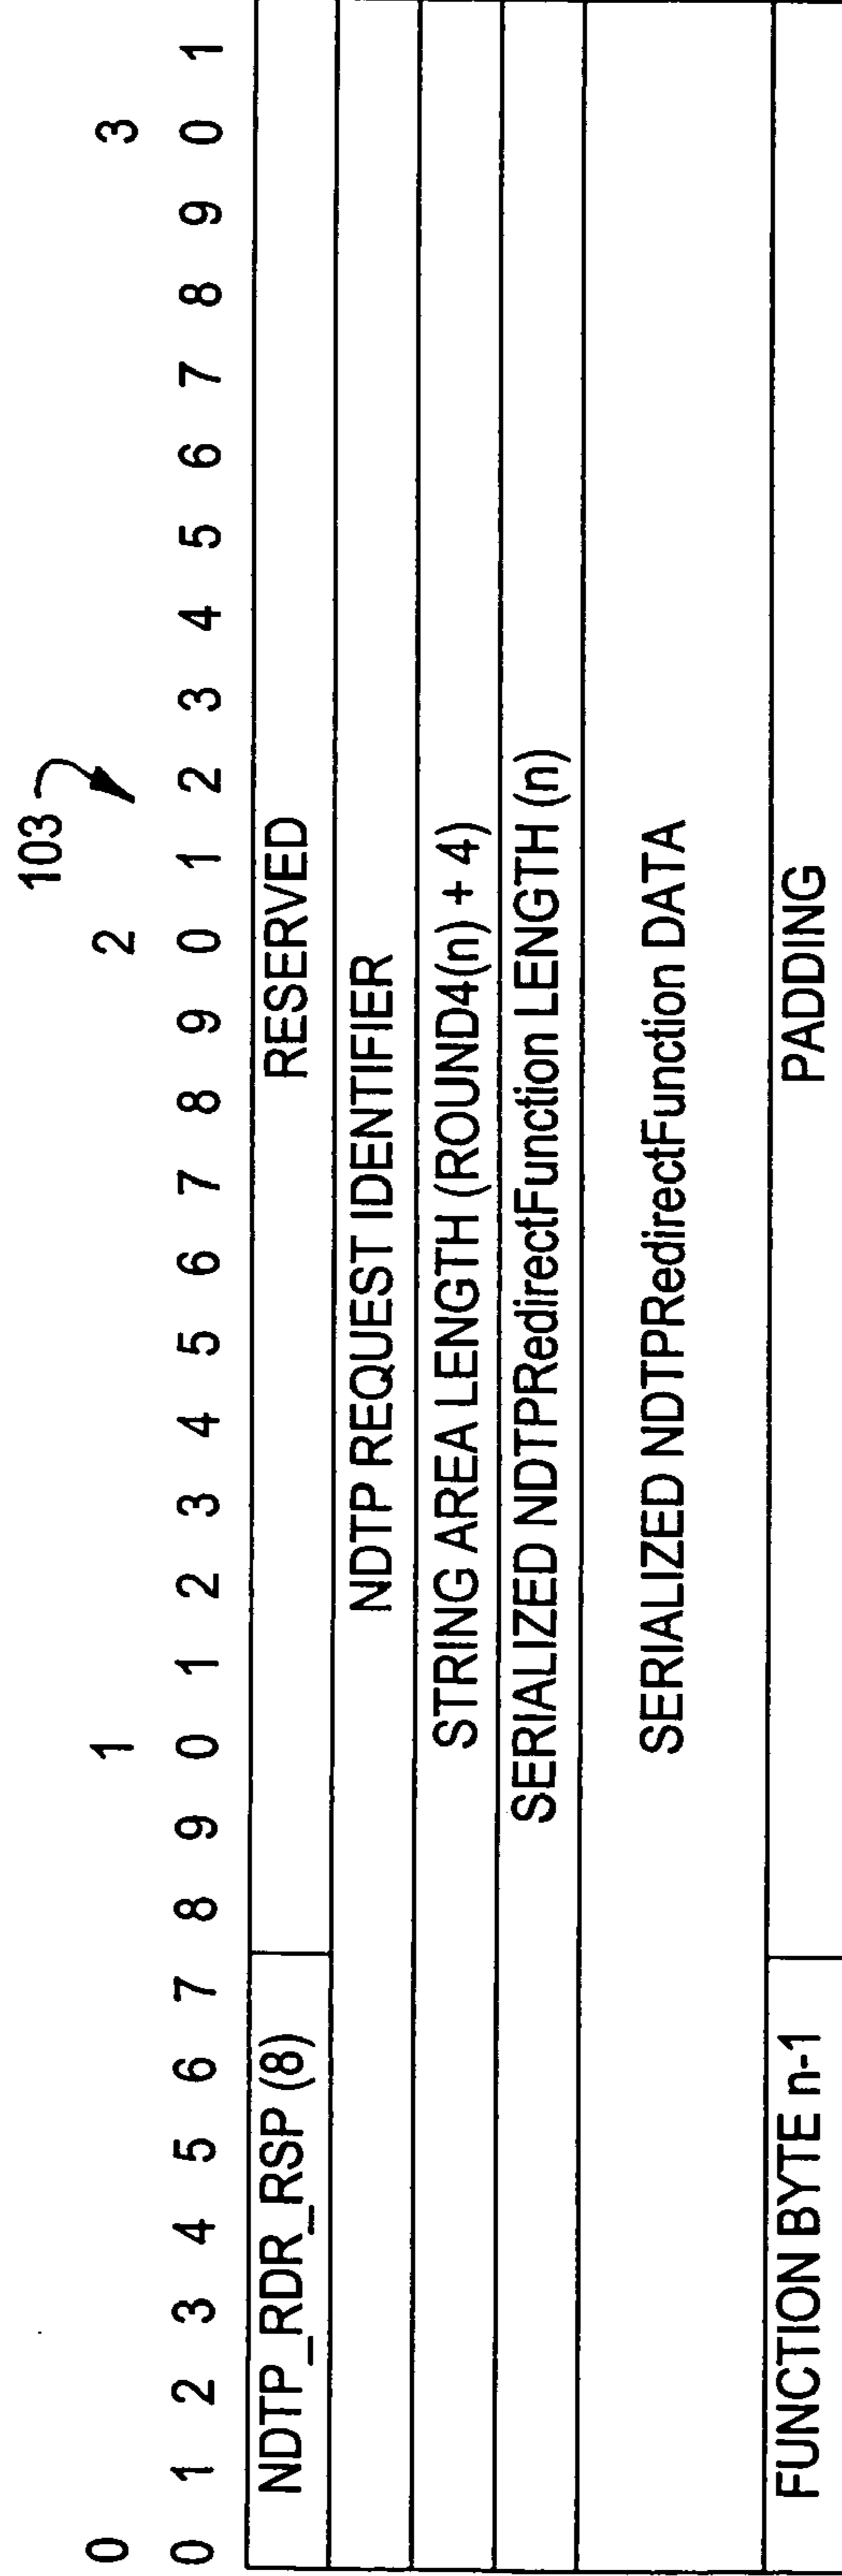 103
0 1 2 3
0 1 2 3 4 5 6 7 8 9 0 1 2 3 4 5 6 7 8 9 0 1 2 3 4 5 6 7 8 9 0 1
NDTP_RDR_RSP (8) RESERVED
NDTP REQUEST IDENTIFIER
STRING AREA LENGTH (ROUND4(n) + 4)
SERIALIZED NDTPRedirectFunction LENGTH (n)
SERIALIZED NDTPRedirectFunction DATA
FUNCTION BYTE n-1 PADDING